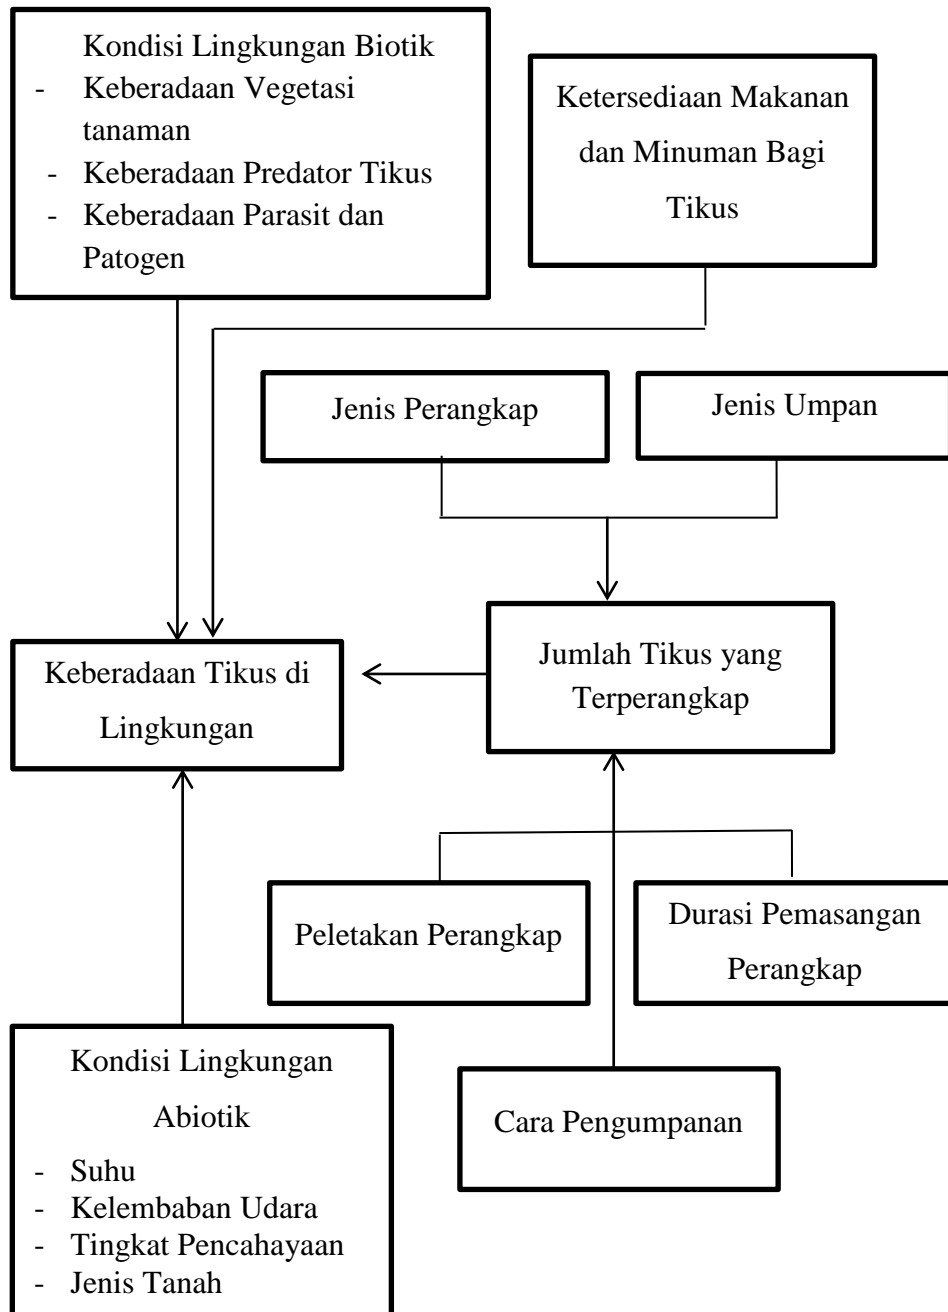 Kondisi Lingkungan Biotik
- Keberadaan Vegetasi
tanaman
- Keberadaan Predator Tikus
- Keberadaan Parasit dan
Patogen
Ketersediaan Makanan
dan Minuman Bagi
Tikus
Jenis Perangkap
Jenis Umpan
Keberadaan Tikus di
Lingkungan
Jumlah Tikus yang
Terperangkap
Peletakan Perangkap
Durasi Pemasangan
Perangkap
Kondisi Lingkungan
Abiotik
- Suhu
- Kelembaban Udara
- Tingkat Pencahayaan
- Jenis Tanah
Cara Pengumpanan